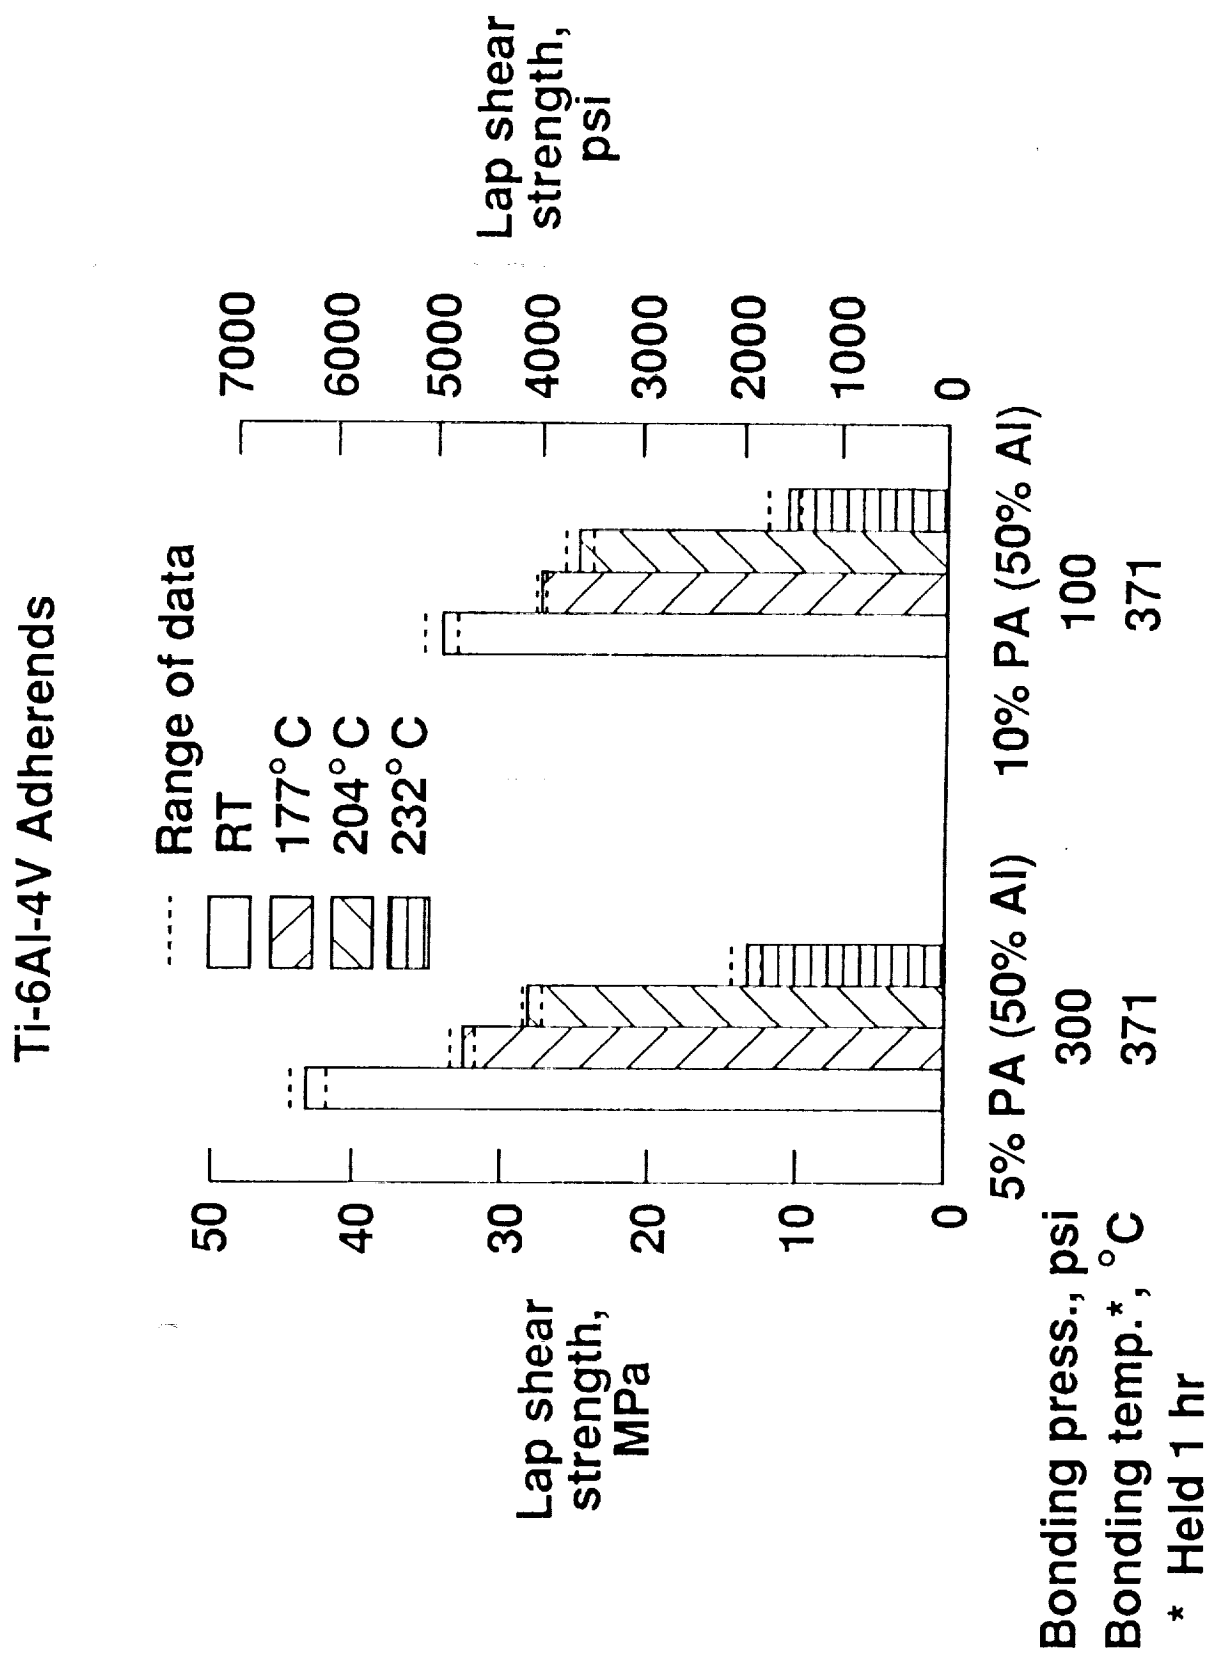 Ti-6Al-4V Adherends
Range of data
RT
177°C
204°C
232°C
Lap shear
strength,
MPa
50
40
30
20
10
0
Lap shear
strength,
psi
7000
6000
5000
4000
3000
2000
1000
0
5% PA (50% Al) 10% PA (50% Al)
Bonding press., psi 300 100
Bonding temp.*, °C 371 371
* Held 1 hr